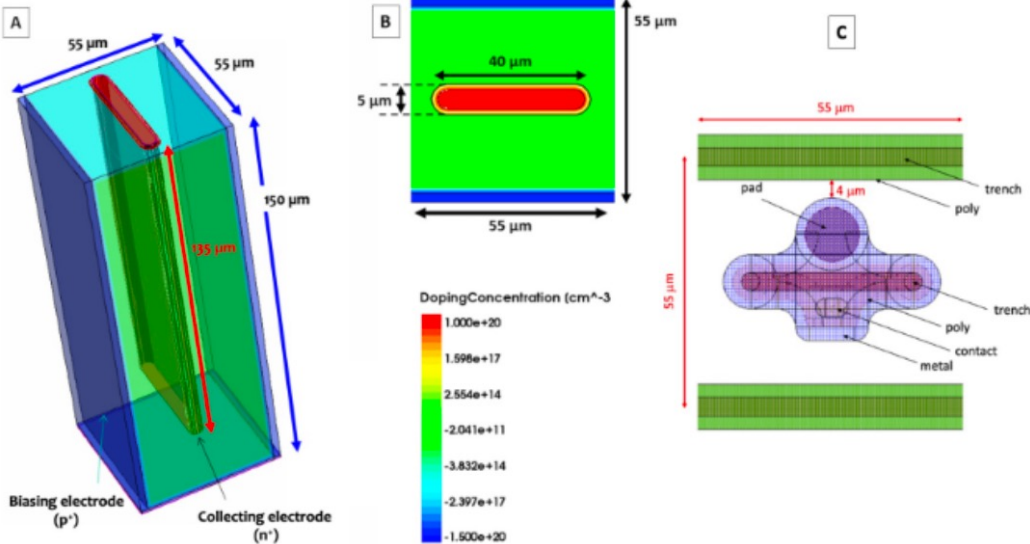 A
55 μm
55 μm
150 μm
135 μm
Biasing electrode
(p⁺)
Collecting electrode
(n⁺)
B
55 μm
40 μm
5 μm
55 μm
DopingConcentration (cm^-3
1.000e+20
1.598e+17
2.554e+14
-2.041e+11
-3.832e+14
-2.397e+17
-1.500e+20
C
55 μm
trench
pad
4 μm
poly
55 μm
trench
poly
contact
metal